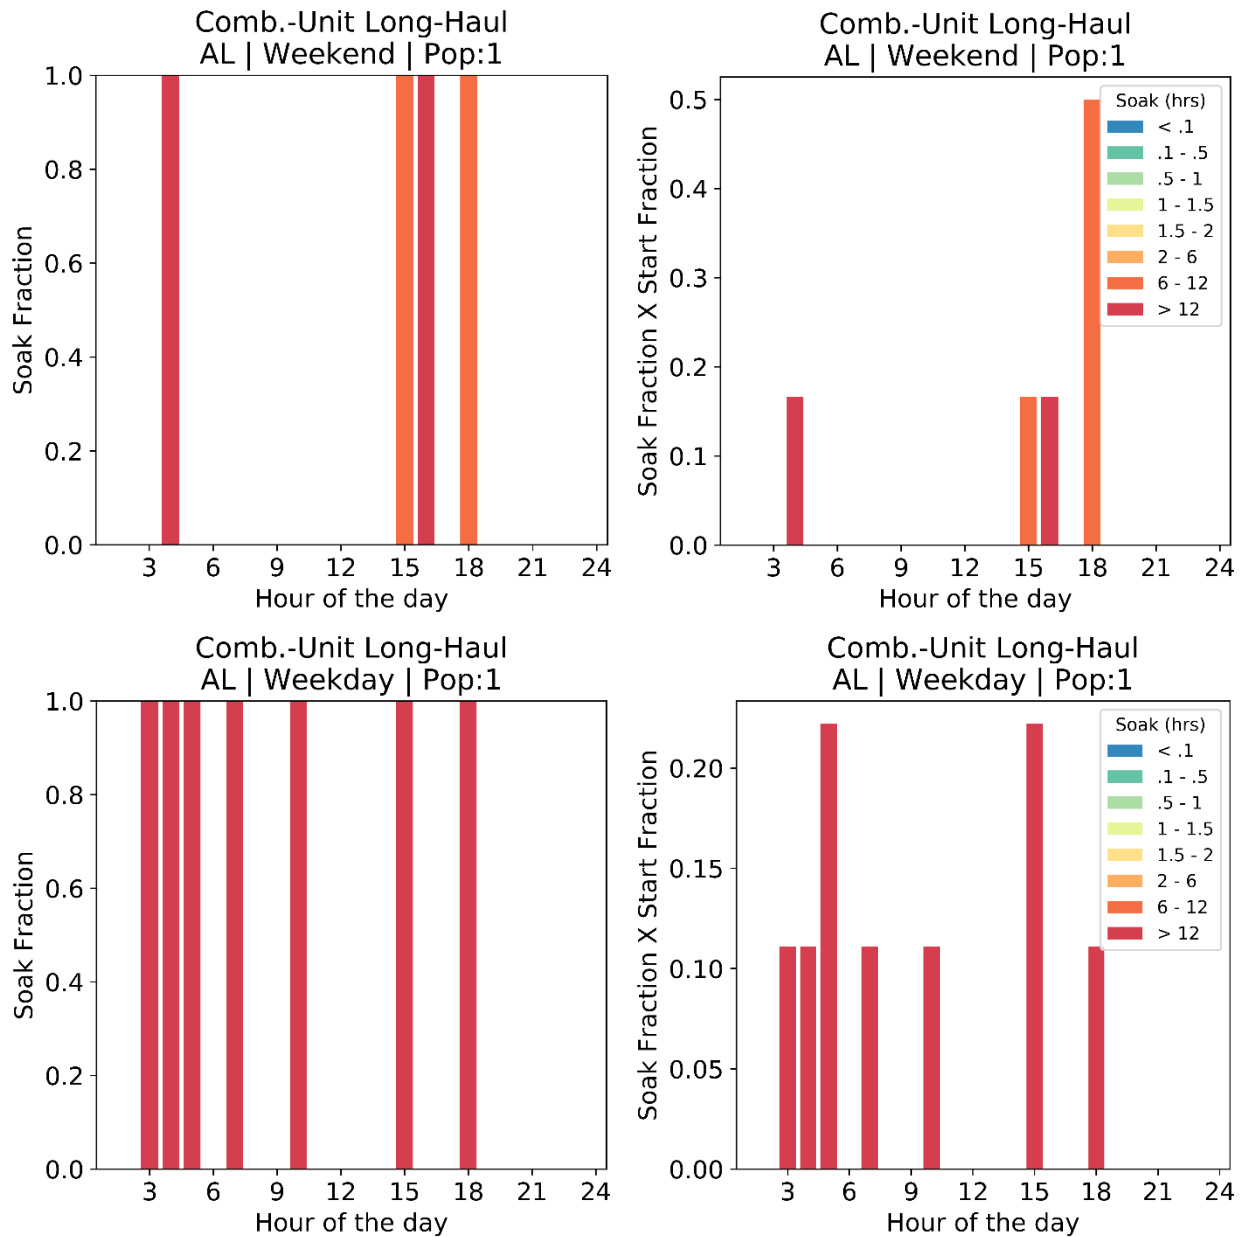 Comb.-Unit Long-Haul
AL | Weekend | Pop:1
1.0
0.8
0.6
0.4
0.2
0.0
Soak Fraction
3 6 9 12 15 18 21 24
Hour of the day
Comb.-Unit Long-Haul
AL | Weekend | Pop:1
0.5
0.4
0.3
0.2
0.1
0.0
Soak Fraction X Start Fraction
Soak (hrs)
< .1
.1 - .5
.5 - 1
1 - 1.5
1.5 - 2
2 - 6
6 - 12
> 12
3 6 9 12 15 18 21 24
Hour of the day
Comb.-Unit Long-Haul
AL | Weekday | Pop:1
1.0
0.8
0.6
0.4
0.2
0.0
Soak Fraction
3 6 9 12 15 18 21 24
Hour of the day
Comb.-Unit Long-Haul
AL | Weekday | Pop:1
0.20
0.15
0.10
0.05
0.00
Soak Fraction X Start Fraction
Soak (hrs)
< .1
.1 - .5
.5 - 1
1 - 1.5
1.5 - 2
2 - 6
6 - 12
> 12
3 6 9 12 15 18 21 24
Hour of the day